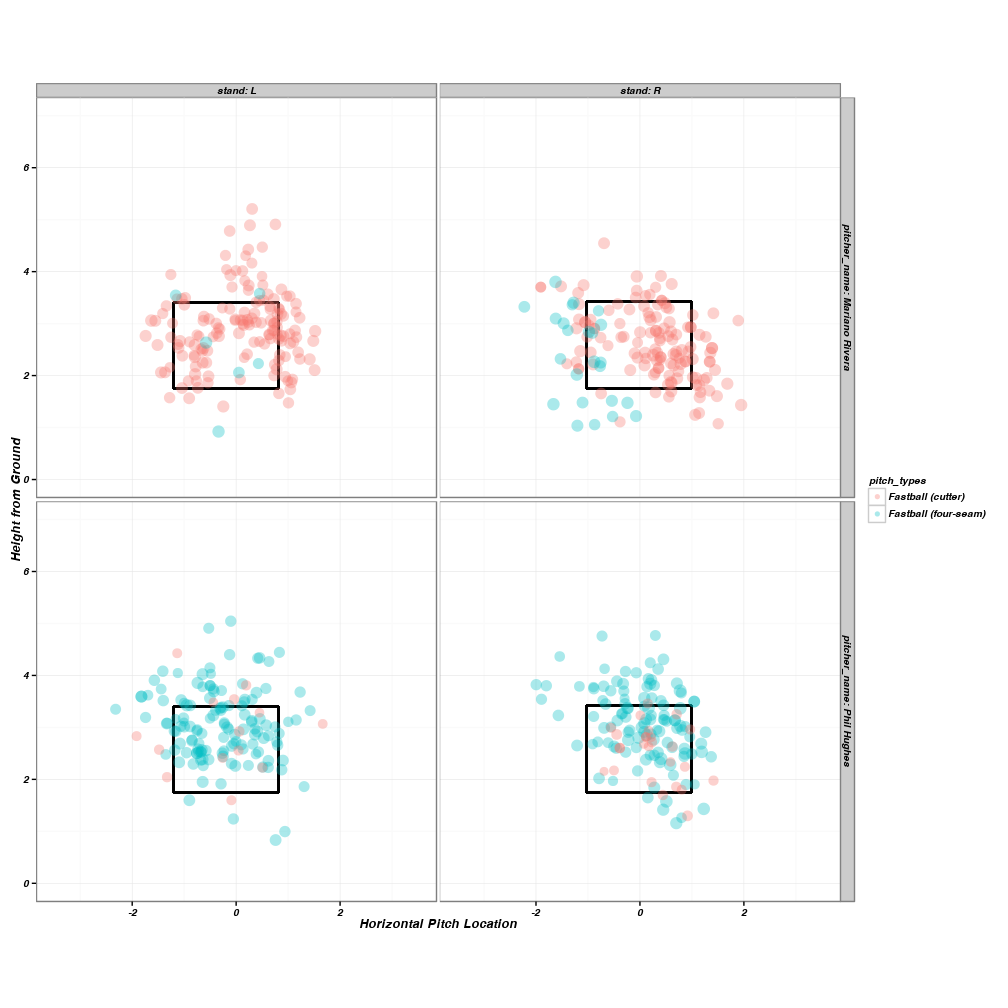 stand: L
stand: R
6
4
2
0
pitcher_name: Mariano Rivera
Height from Ground
pitch_types
Fastball (cutter)
Fastball (four-seam)
6
4
2
0
pitcher_name: Phil Hughes
-2
0
2
-2
0
2
Horizontal Pitch Location